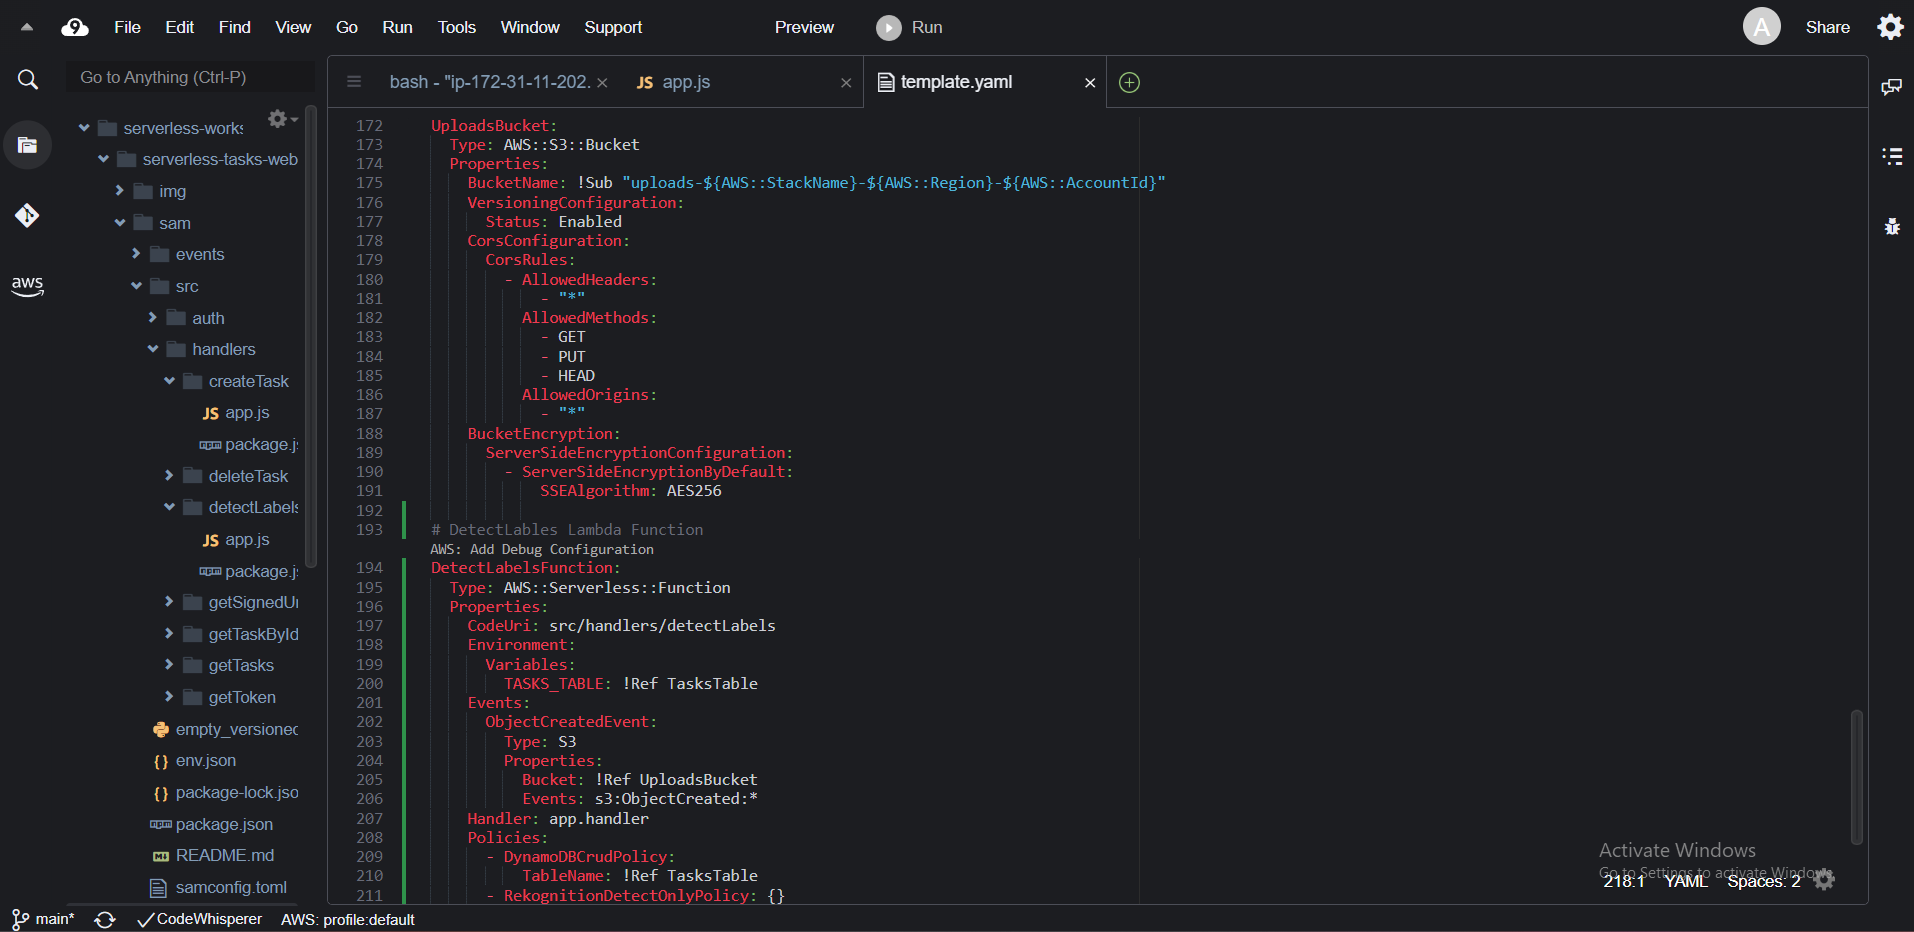 File Edit Find View Go Run Tools Window Support Preview Run A Share
Go to Anything (Ctrl-P)
bash - "ip-172-31-11-202. ×
JS app.js ×
template.yaml ×
aws
serverless-works
serverless-tasks-web
img
sam
events
src
auth
handlers
createTask
JS app.js
package.j
deleteTask
detectLabels
JS app.js
package.j
getSignedU
getTaskById
getTasks
getToken
empty_versioned
{} env.json
{} package-lock.jso
package.json
README.md
samconfig.toml
172 UploadsBucket:
173 Type: AWS::S3::Bucket
174 Properties:
175 BucketName: !Sub "uploads-${AWS::StackName}-${AWS::Region}-${AWS::AccountId}"
176 VersioningConfiguration:
177 Status: Enabled
178 CorsConfiguration:
179 CorsRules:
180 - AllowedHeaders:
181 - "*"
182 AllowedMethods:
183 - GET
184 - PUT
185 - HEAD
186 AllowedOrigins:
187 - "*"
188 BucketEncryption:
189 ServerSideEncryptionConfiguration:
190 - ServerSideEncryptionByDefault:
191 SSEAlgorithm: AES256
192
193 # DetectLables Lambda Function
AWS: Add Debug Configuration
194 DetectLabelsFunction:
195 Type: AWS::Serverless::Function
196 Properties:
197 CodeUri: src/handlers/detectLabels
198 Environment:
199 Variables:
200 TASKS_TABLE: !Ref TasksTable
201 Events:
202 ObjectCreatedEvent:
203 Type: S3
204 Properties:
205 Bucket: !Ref UploadsBucket
206 Events: s3:ObjectCreated:*
207 Handler: app.handler
208 Policies:
209 - DynamoDBCrudPolicy:
210 TableName: !Ref TasksTable
211 - RekognitionDetectOnlyPolicy: {}
Activate Windows
Go to Settings to activate Windows.
218:1 YAML Spaces: 2
main* CodeWhisperer AWS: profile:default